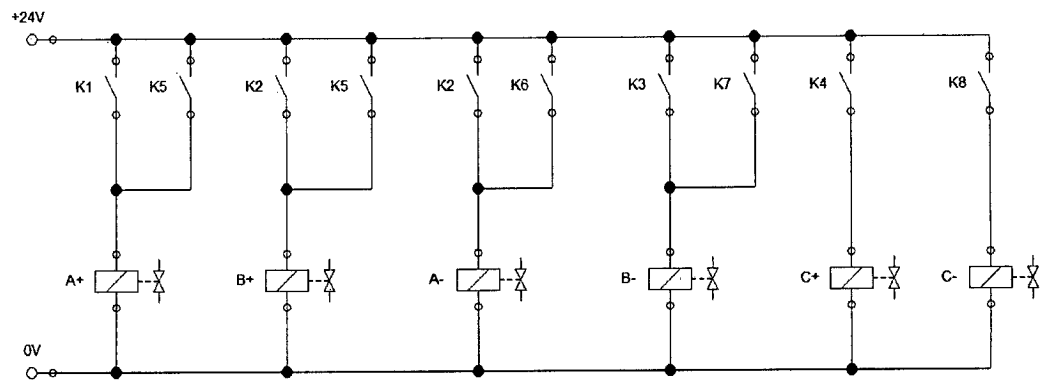 +24V
K1 K5 K2 K5 K2 K6 K3 K7 K4 K8
A+ B+ A- B- C+ C-
0V